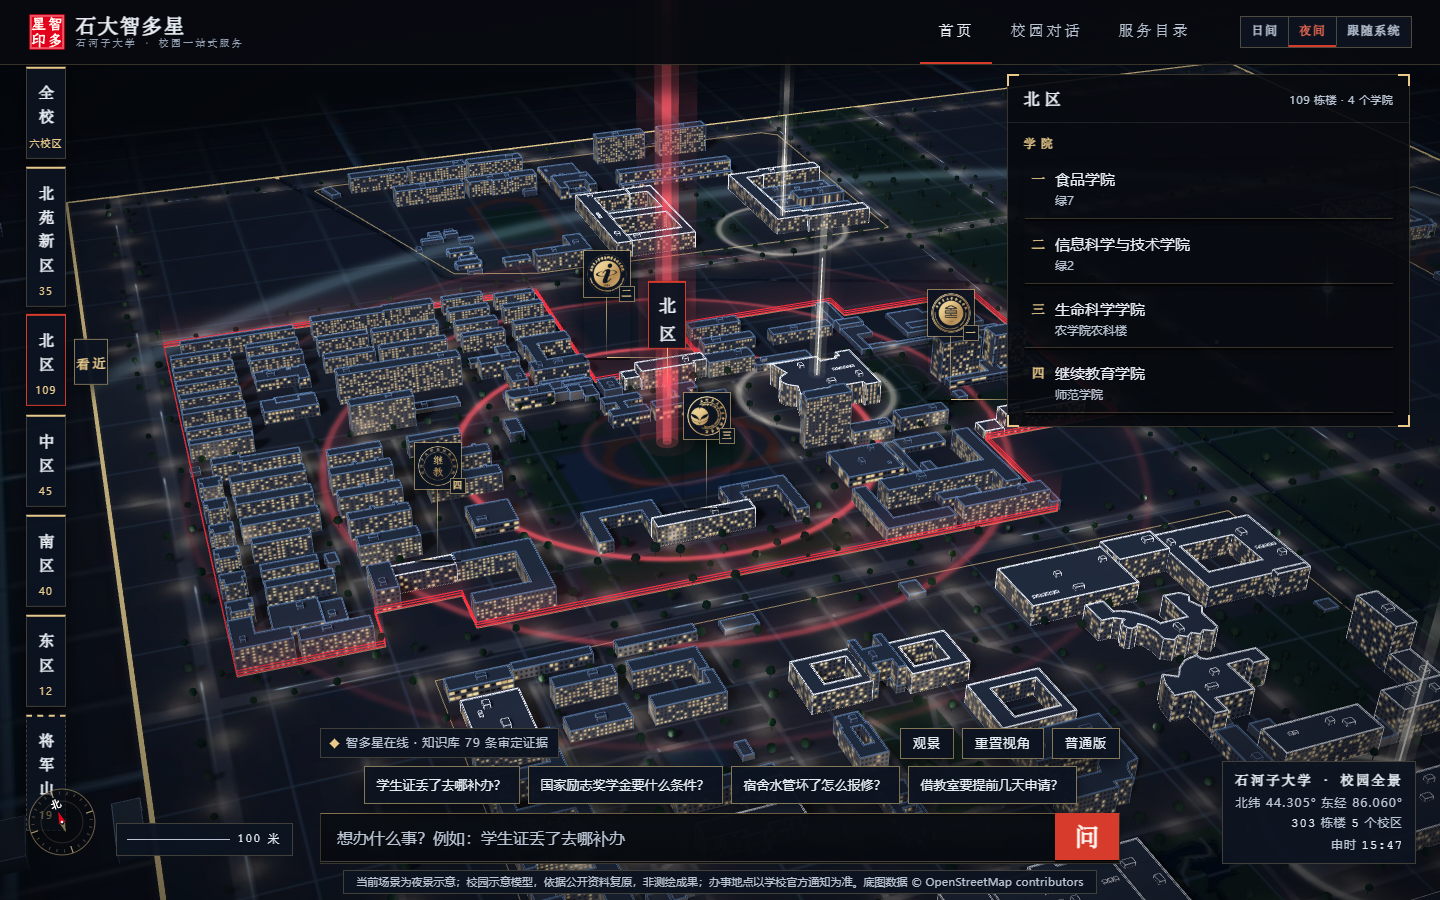 智星多印
石大智多星
石河子大学 · 校园一站式服务
首页
校园对话
服务目录
日间
夜间
跟随系统
全校
六校区
北苑新区
35
北区
109
看近
中区
45
南区
40
东区
12
将军山
19
北
100 米
北区
109 栋楼 · 4 个学院
学院
一 食品学院
绿7
二 信息科学与技术学院
绿2
三 生命科学学院
农学院农科楼
四 继续教育学院
师范学院
二
北区
一
三
继教
四
智多星在线 · 知识库 79 条审定证据
观景
重置视角
普通版
学生证丢了去哪补办？
国家励志奖学金要什么条件？
宿舍水管坏了怎么报修？
借教室要提前几天申请？
想办什么事？例如：学生证丢了去哪补办
问
当前场景为夜景示意；校园示意模型，依据公开资料复原，非测绘成果；办事地点以学校官方通知为准。底图数据 © OpenStreetMap contributors
石河子大学 · 校园全景
北纬 44.305° 东经 86.060°
303 栋楼 5 个校区
申时 15:47